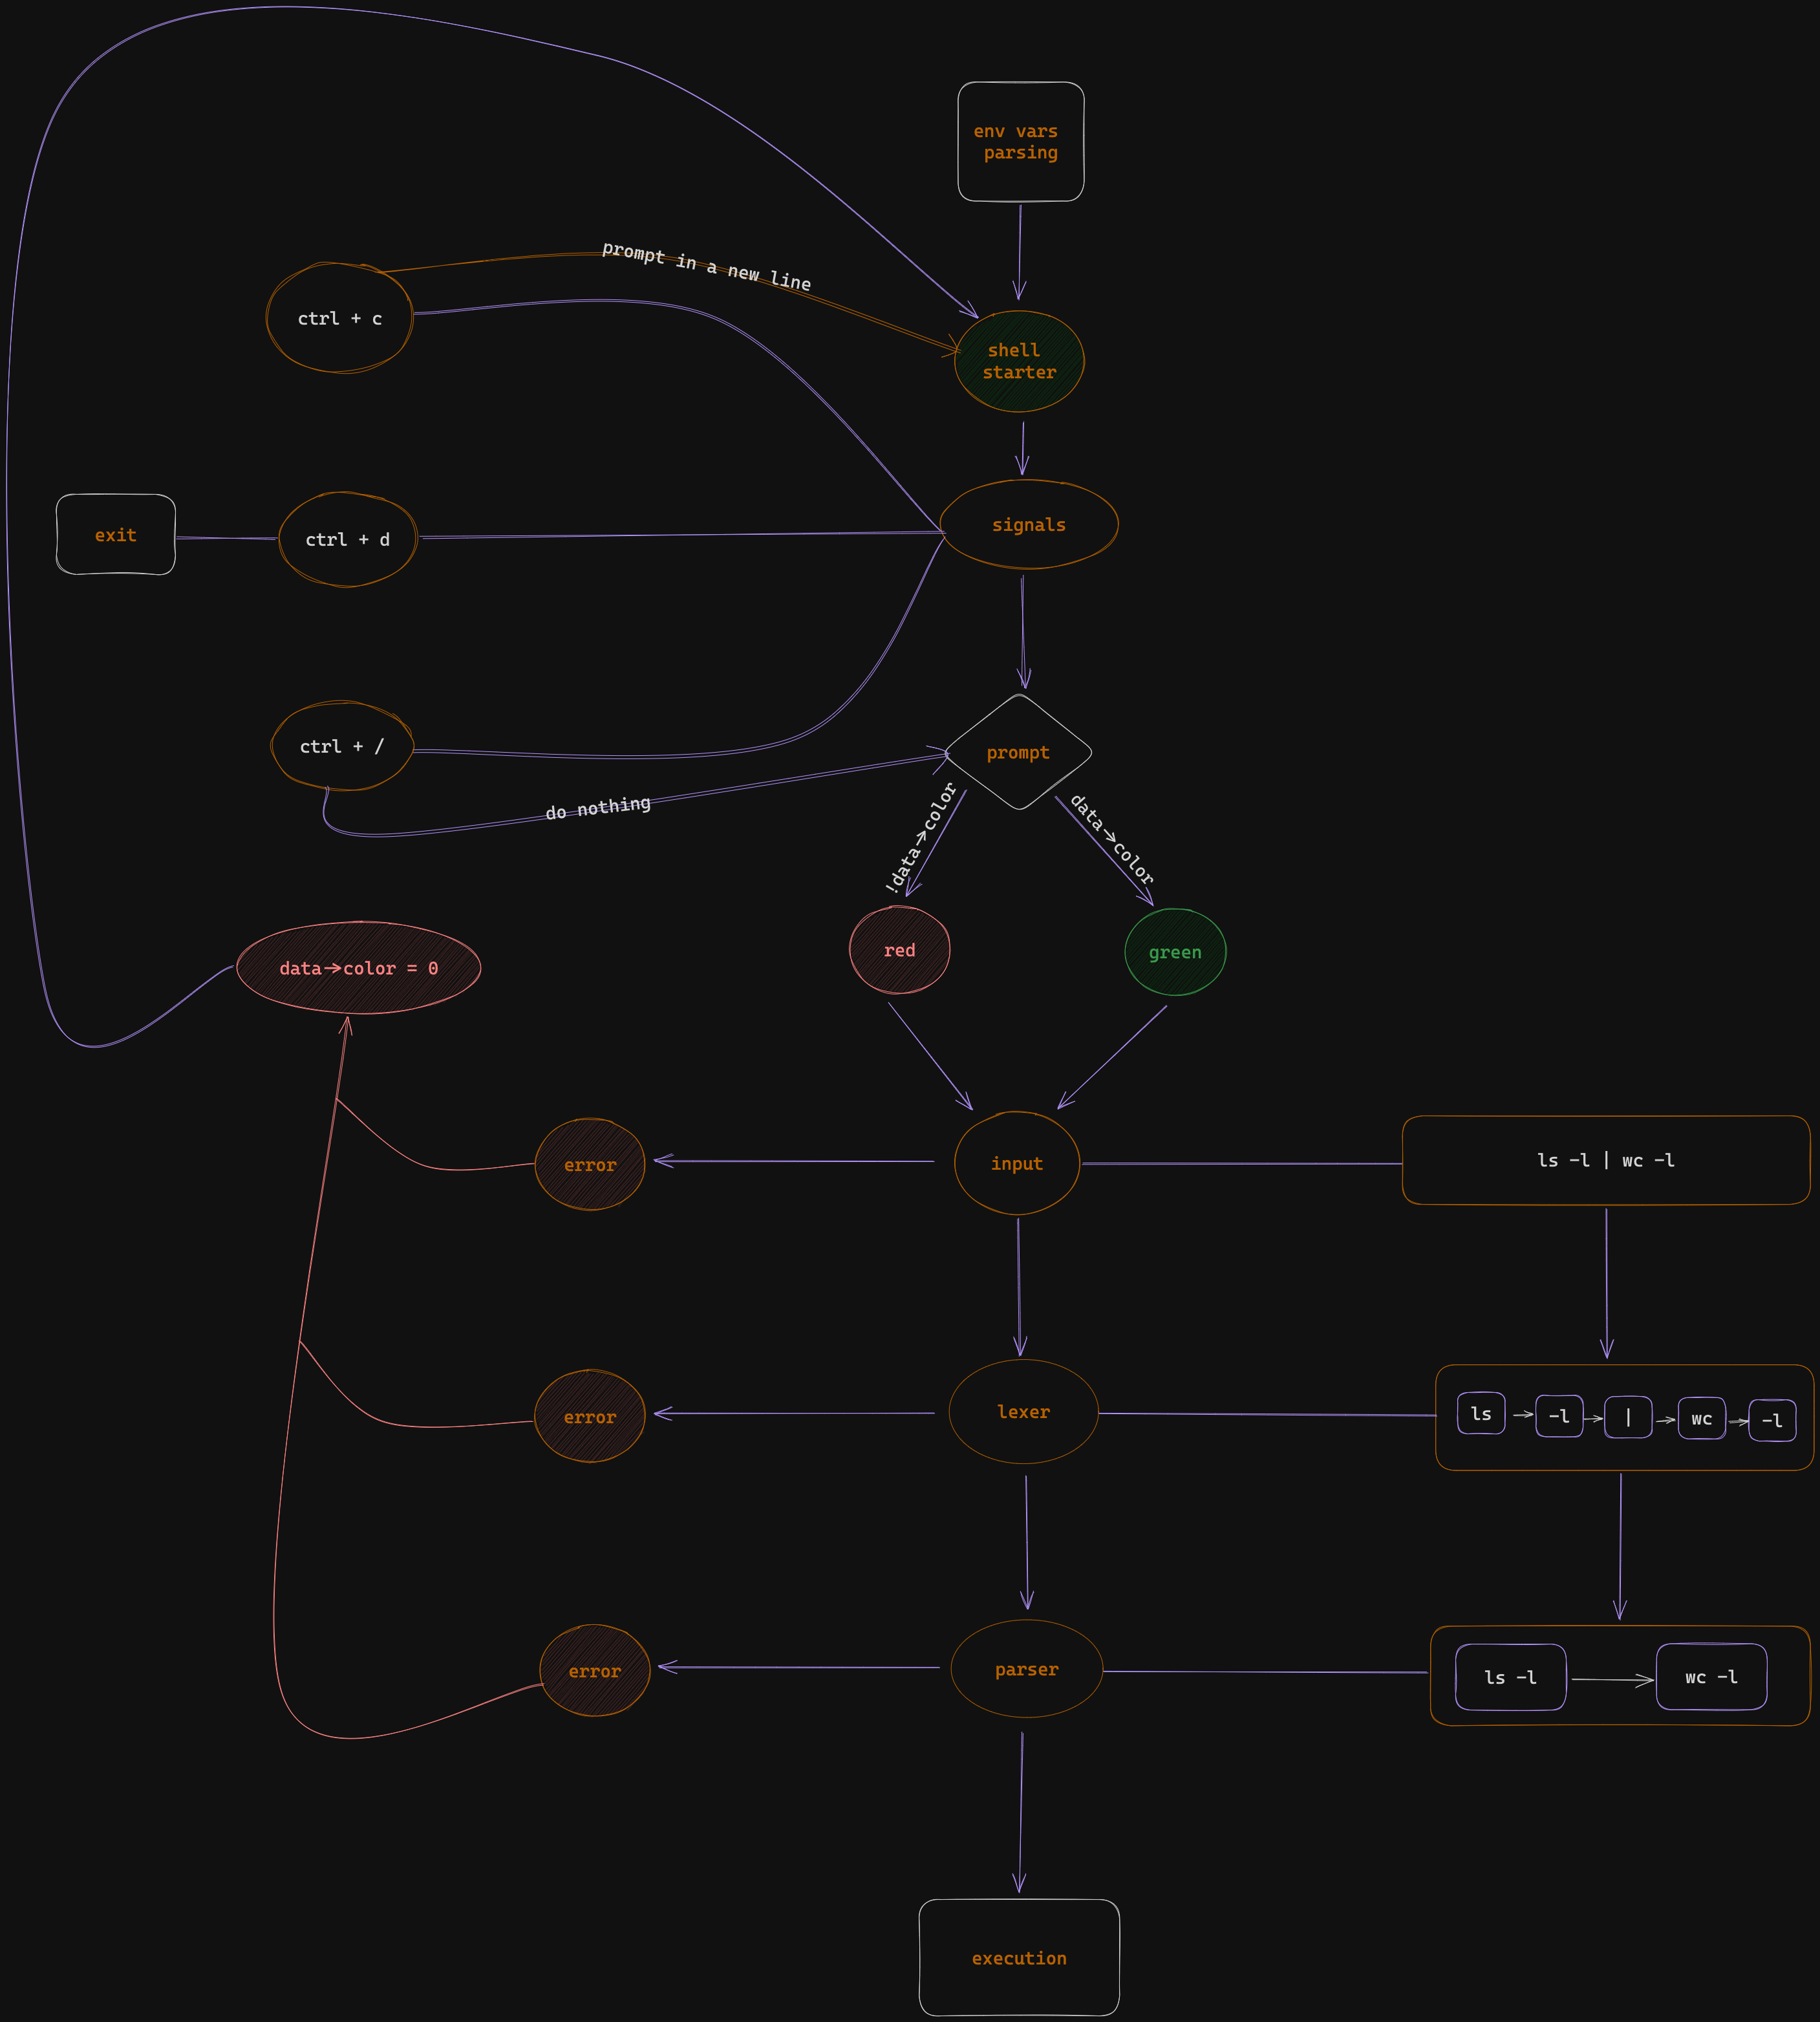 env vars
parsing
prompt in a new line
ctrl + c
shell
starter
signals
exit
ctrl + d
ctrl + /
prompt
do nothing
!data->color
data->color
red
green
data->color = 0
error
input
ls -l | wc -l
error
lexer
ls
-l
|
wc
-l
error
parser
ls -l
wc -l
execution